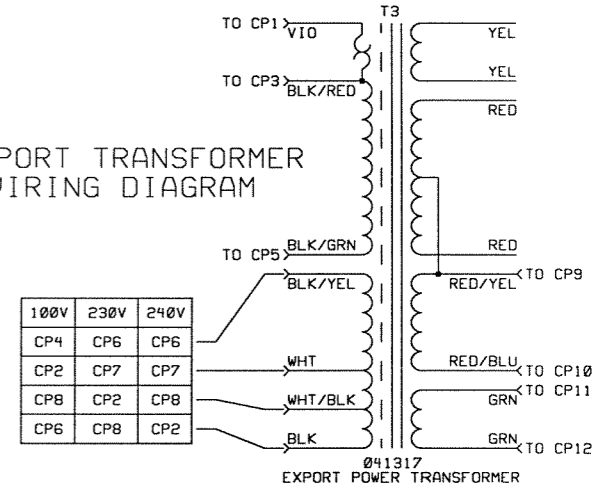 T3
TO CP1
VIO
YEL
YEL
TO CP3
BLK/RED
RED
PORT TRANSFORMER
WIRING DIAGRAM
TO CP5
BLK/GRN
RED
BLK/YEL
RED/YEL
TO CP9
100V 230V 240V
CP4 CP6 CP6
CP2 CP7 CP7
CP8 CP2 CP8
CP6 CP8 CP2
WHT
RED/BLU
TO CP10
TO CP11
WHT/BLK
GRN
BLK
GRN
TO CP12
041317
EXPORT POWER TRANSFORMER